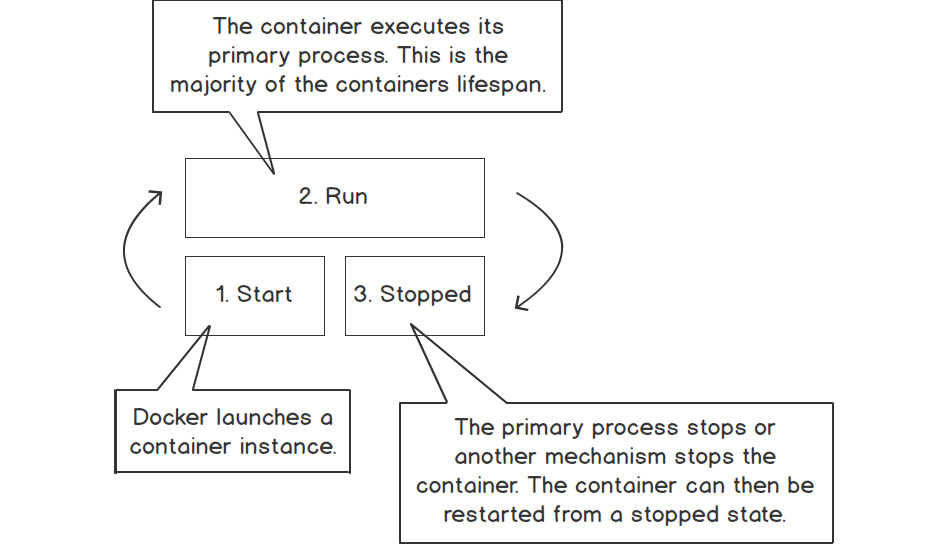 The container executes its
primary process. This is the
majority of the containers lifespan.
2. Run
1. Start
3. Stopped
Docker launches a
container instance.
The primary process stops or
another mechanism stops the
container. The container can then be
restarted from a stopped state.